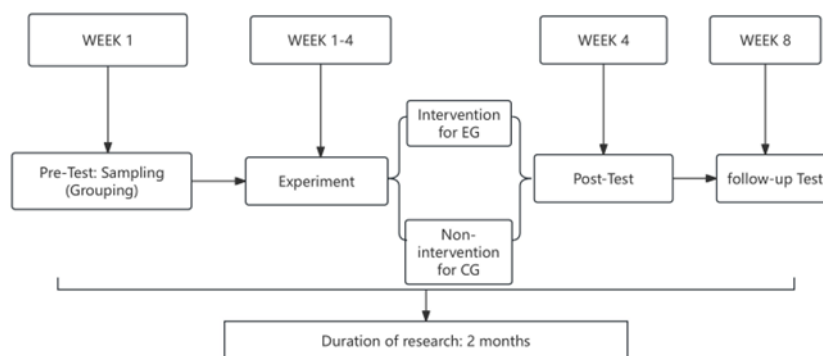 WEEK 1
WEEK 1-4
WEEK 4
WEEK 8
Intervention
for EG
Pre-Test: Sampling
(Grouping)
Experiment
Post-Test
follow-up Test
Non-
intervention
for CG
Duration of research: 2 months